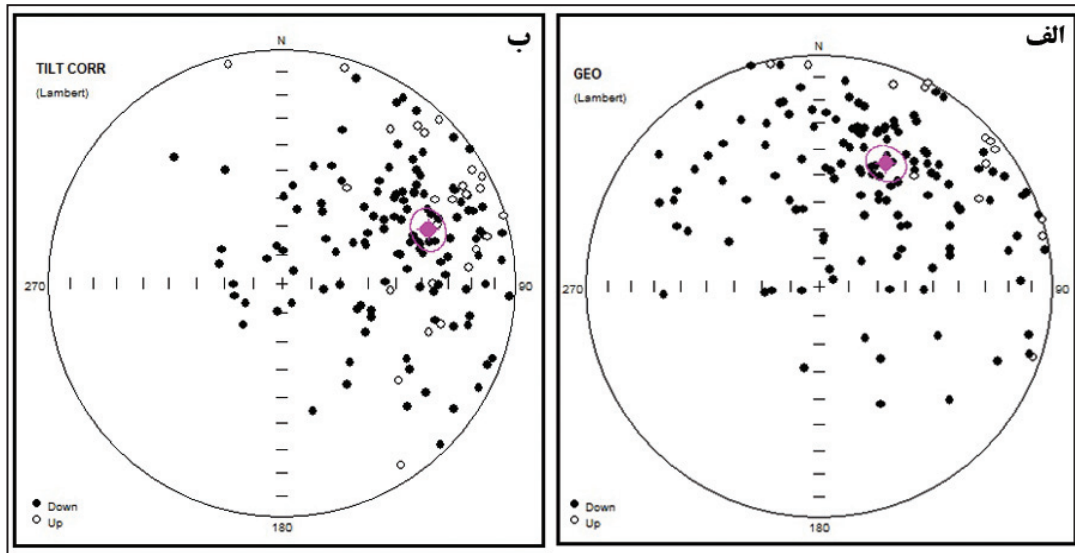 ب
TILT CORR
(Lambert)
N
270
90
180
Down
Up
الف
GEO
(Lambert)
N
270
90
180
Down
Up